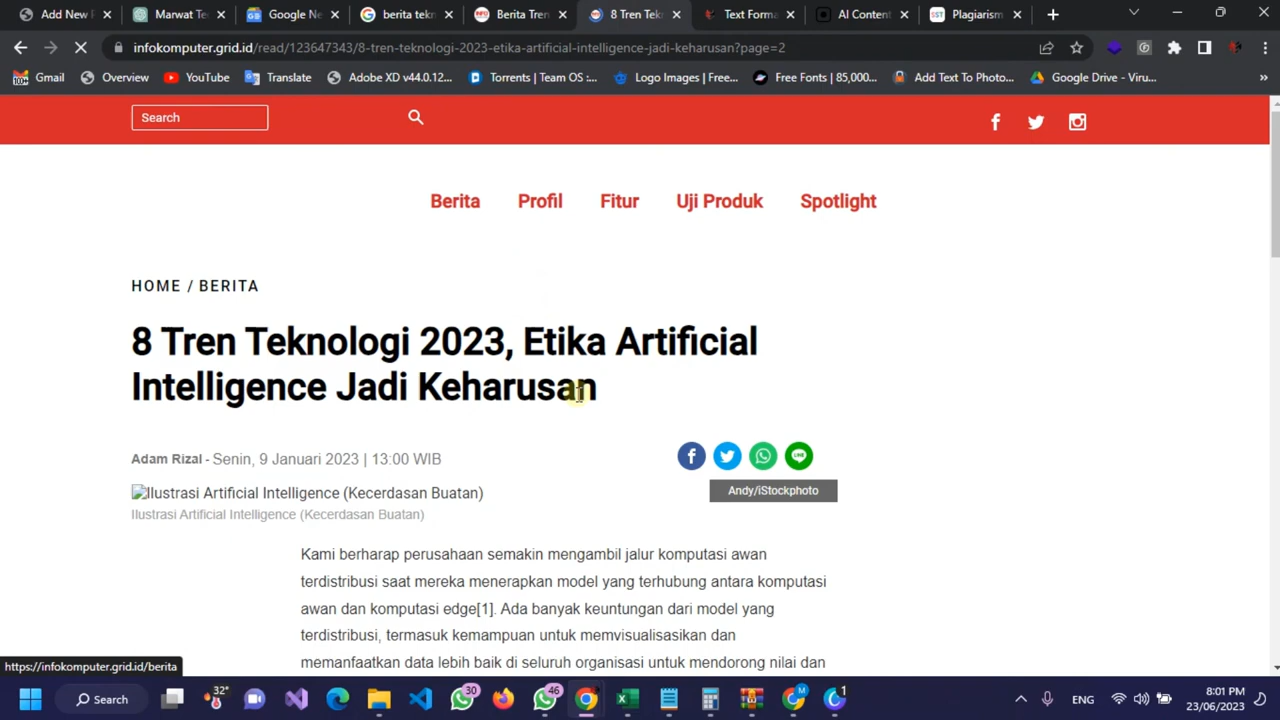 Add New P
Marwat Te
Google Ne
berita tekn
Berita Tren
8 Tren Tekn
Text Forma
AI Content
Plagiarism
infokomputer.grid.id/read/123647343/8-tren-teknologi-2023-etika-artificial-intelligence-jadi-keharusan?page=2
Gmail
Overview
YouTube
Translate
Adobe XD v44.0.12...
Torrents | Team OS :...
Logo Images | Free...
Free Fonts | 85,000...
Add Text To Photo...
Google Drive - Viru...
»
Search
Berita
Profil
Fitur
Uji Produk
Spotlight
HOME / BERITA
8 Tren Teknologi 2023, Etika Artificial
Intelligence Jadi Keharusan
Adam Rizal - Senin, 9 Januari 2023 | 13:00 WIB
Ilustrasi Artificial Intelligence (Kecerdasan Buatan)
Andy/iStockphoto
Ilustrasi Artificial Intelligence (Kecerdasan Buatan)
Kami berharap perusahaan semakin mengambil jalur komputasi awan
terdistribusi saat mereka menerapkan model yang terhubung antara komputasi
awan dan komputasi edge[1]. Ada banyak keuntungan dari model yang
terdistribusi, termasuk kemampuan untuk memvisualisasikan dan
memanfaatkan data lebih baik di seluruh organisasi untuk mendorong nilai dan
https://infokomputer.grid.id/berita
Search
32°
30
46
1
ENG
8:01 PM
23/06/2023